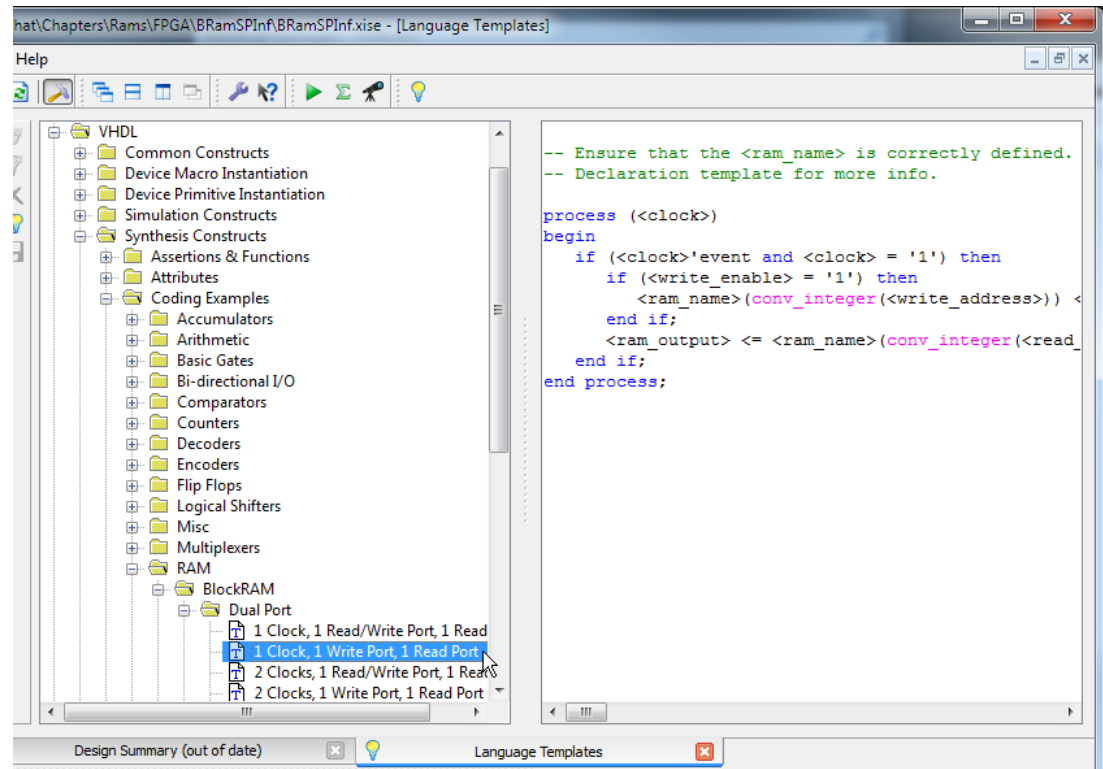 hat\Chapters\Rams\FPGA\BRamSPInf\BRamSPInf.xise - [Language Templates]
Help
VHDL
Common Constructs
Device Macro Instantiation
Device Primitive Instantiation
Simulation Constructs
Synthesis Constructs
Assertions & Functions
Attributes
Coding Examples
Accumulators
Arithmetic
Basic Gates
Bi-directional I/O
Comparators
Counters
Decoders
Encoders
Flip Flops
Logical Shifters
Misc
Multiplexers
RAM
BlockRAM
Dual Port
1 Clock, 1 Read/Write Port, 1 Read
1 Clock, 1 Write Port, 1 Read Port
2 Clocks, 1 Read/Write Port, 1 Read
2 Clocks, 1 Write Port, 1 Read Port
-- Ensure that the <ram_name> is correctly defined.
-- Declaration template for more info.
process (<clock>)
begin
if (<clock>'event and <clock> = '1') then
if (<write_enable> = '1') then
<ram_name>(conv_integer(<write_address>)) <
end if;
<ram_output> <= <ram_name>(conv_integer(<read_
end if;
end process;
Design Summary (out of date)
Language Templates